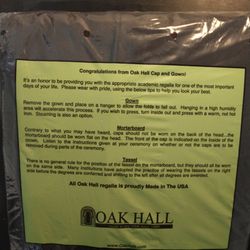 Congratulations from Oak Hall Cap and Gown!
It's an honor to be providing you with the appropriate academic regalia for one of the most important
days of your life. Please wear with pride, using the below tips to help you look your best.
Gown
Remove the gown and place on a hanger to allow the folds to fall out. Hanging in a high humidity
area will accelerate this process. If you wish to press, turn inside out and press with a warm, not hot
iron. Steaming is also an option.
Mortarboard
Contrary to what you may have heard, caps should not be worn on the back of the head...the
mortarboard should be worn flat on the head. The front of the cap is indicated on the inside of the
crown. Listen to the instructions given at your ceremony on whether or not the caps are to be
removed during parts of the ceremony.
Tassel
There is no general rule for the position of the tassel on the mortarboard, but they should all be worn
on the same side. Many institutions have adopted the practice of wearing the tassels on the right
side before the degrees are conferred and shifting to the left after all degrees are awarded.
All Oak Hall regalia is proudly Made in The USA
OAK HALL
www.Oakhalli.com